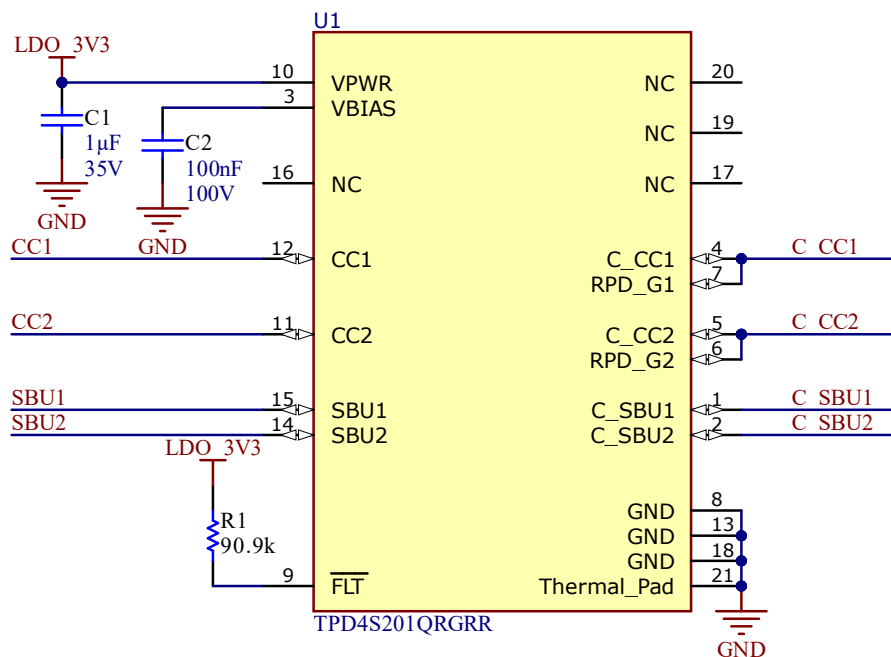 U1
LDO_3V3
10 VPWR NC 20
3 VBIAS
C1
1µF
35V
GND
C2
100nF
100V
GND
NC 19
16 NC NC 17
CC1 12 CC1 C_CC1 4 C_CC1
RPD_G1 7
CC2 11 CC2 C_CC2 5 C_CC2
RPD_G2 6
SBU1 15 SBU1 C_SBU1 1 C_SBU1
SBU2 14 SBU2 C_SBU2 2 C_SBU2
LDO_3V3
R1
90.9k
GND 8
GND 13
GND 18
9 FLT Thermal_Pad 21
TPD4S201QRGRR
GND